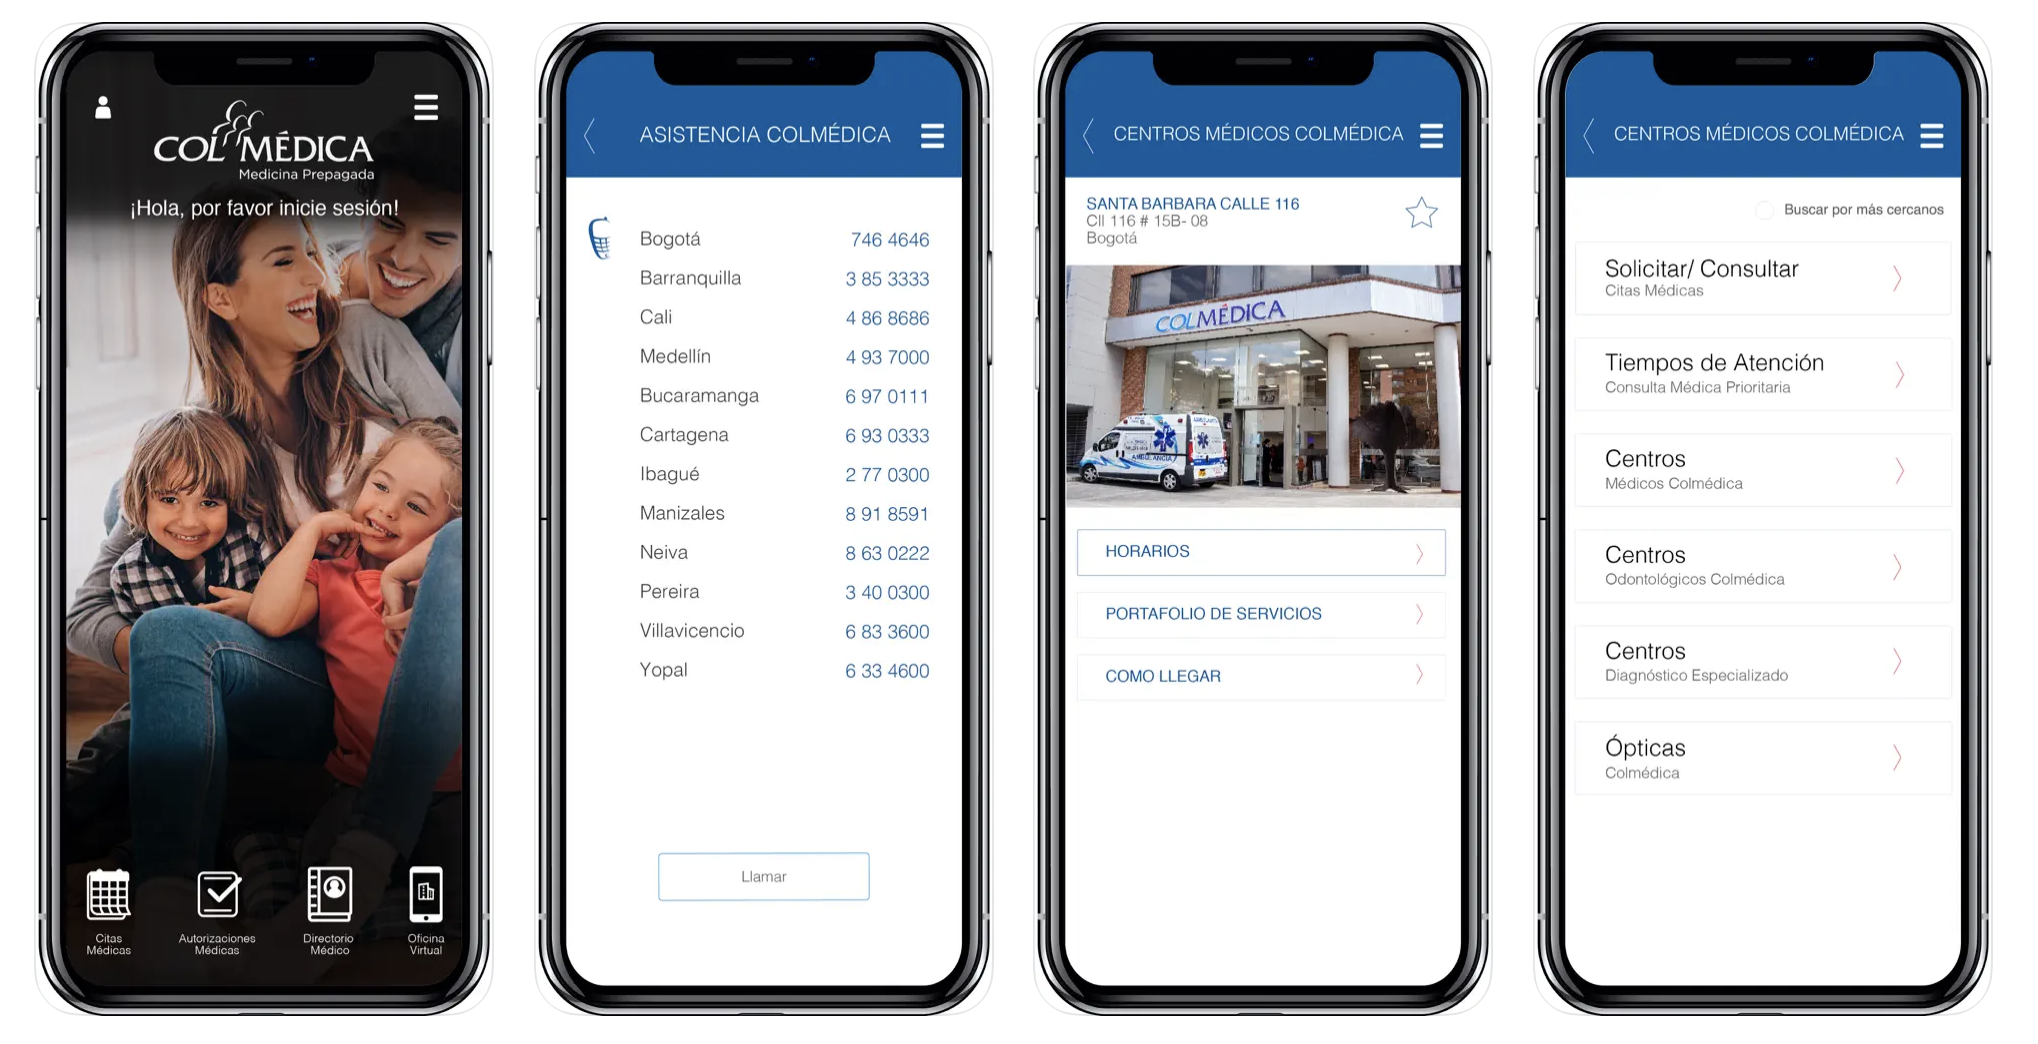 COLMÉDICA
Medicina Prepagada
¡Hola, por favor inicie sesión!
Citas
Médicas
Autorizaciones
Médicas
Directorio
Médico
Oficina
Virtual
ASISTENCIA COLMÉDICA
Bogotá 746 4646
Barranquilla 3 85 3333
Cali 4 86 8686
Medellín 4 93 7000
Bucaramanga 6 97 0111
Cartagena 6 93 0333
Ibagué 2 77 0300
Manizales 8 91 8591
Neiva 8 63 0222
Pereira 3 40 0300
Villavicencio 6 83 3600
Yopal 6 33 4600
Llamar
CENTROS MÉDICOS COLMÉDICA
SANTA BARBARA CALLE 116
Cll 116 # 15B- 08
Bogotá
COLMÉDICA
AMBULANCIA
HORARIOS
PORTAFOLIO DE SERVICIOS
COMO LLEGAR
CENTROS MÉDICOS COLMÉDICA
Buscar por más cercanos
Solicitar/ Consultar
Citas Médicas
Tiempos de Atención
Consulta Médica Prioritaria
Centros
Médicos Colmédica
Centros
Odontológicos Colmédica
Centros
Diagnóstico Especializado
Ópticas
Colmédica